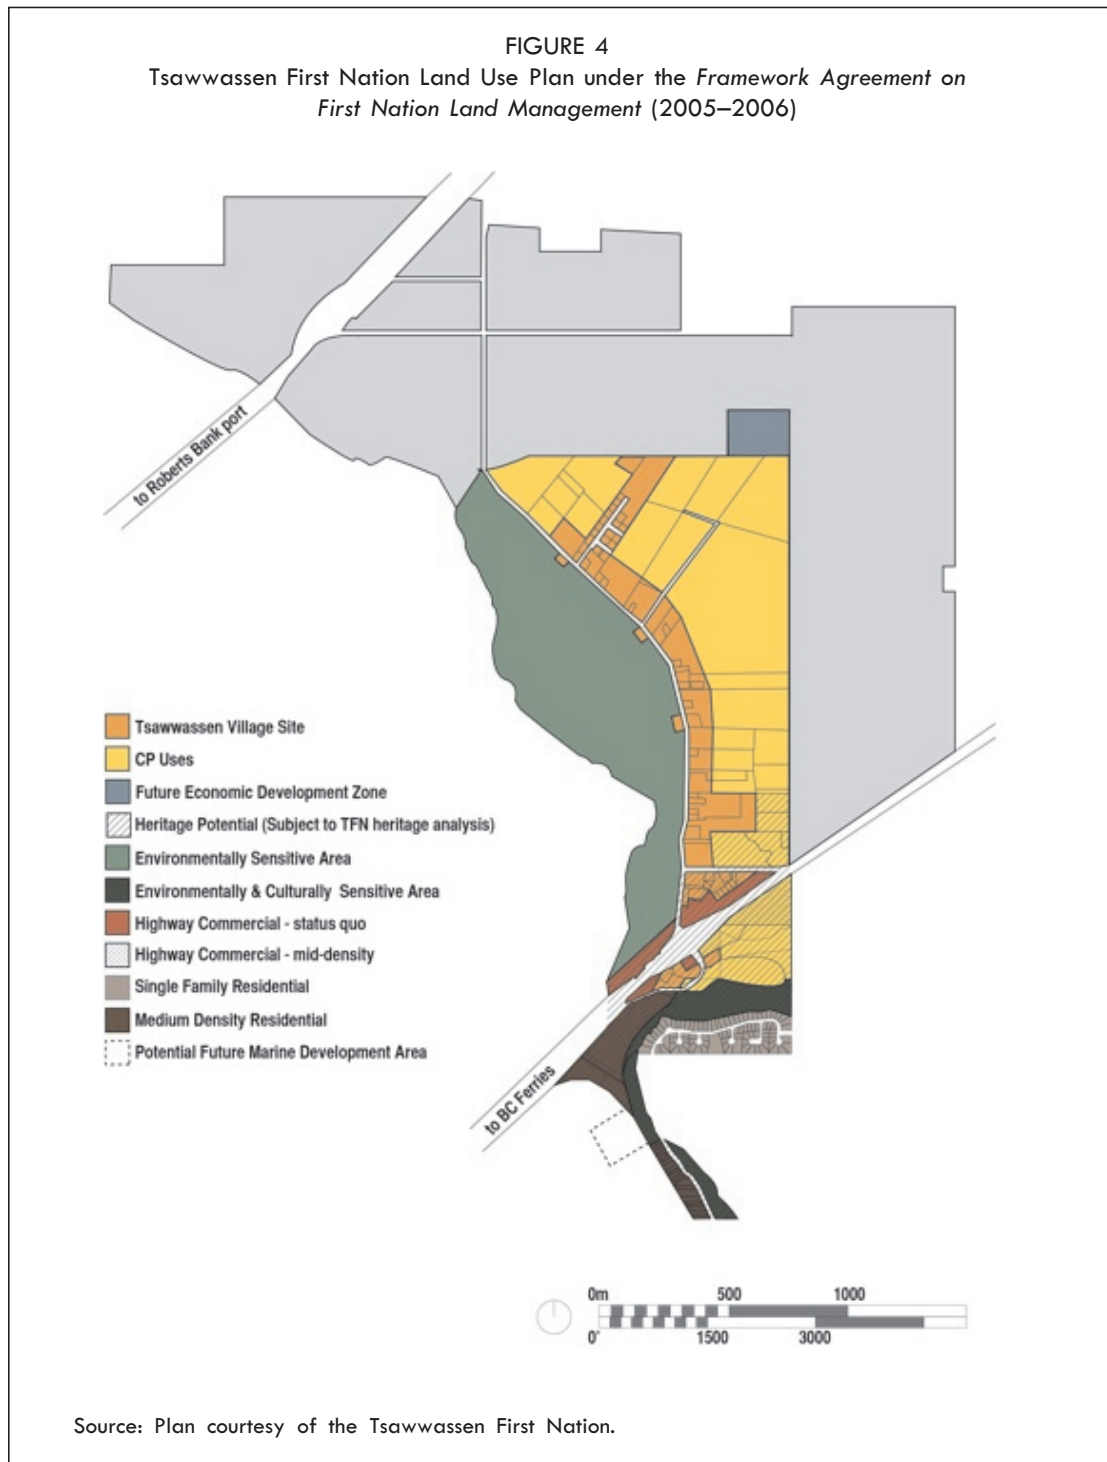 FIGURE 4
Tsawwassen First Nation Land Use Plan under the Framework Agreement on
First Nation Land Management (2005–2006)
to Roberts Bank port
Tsawwassen Village Site
CP Uses
Future Economic Development Zone
Heritage Potential (Subject to TFN heritage analysis)
Environmentally Sensitive Area
Environmentally & Culturally Sensitive Area
Highway Commercial - status quo
Highway Commercial - mid-density
Single Family Residential
Medium Density Residential
Potential Future Marine Development Area
to BC Ferries
0m 500 1000
0' 1500 3000
Source: Plan courtesy of the Tsawwassen First Nation.